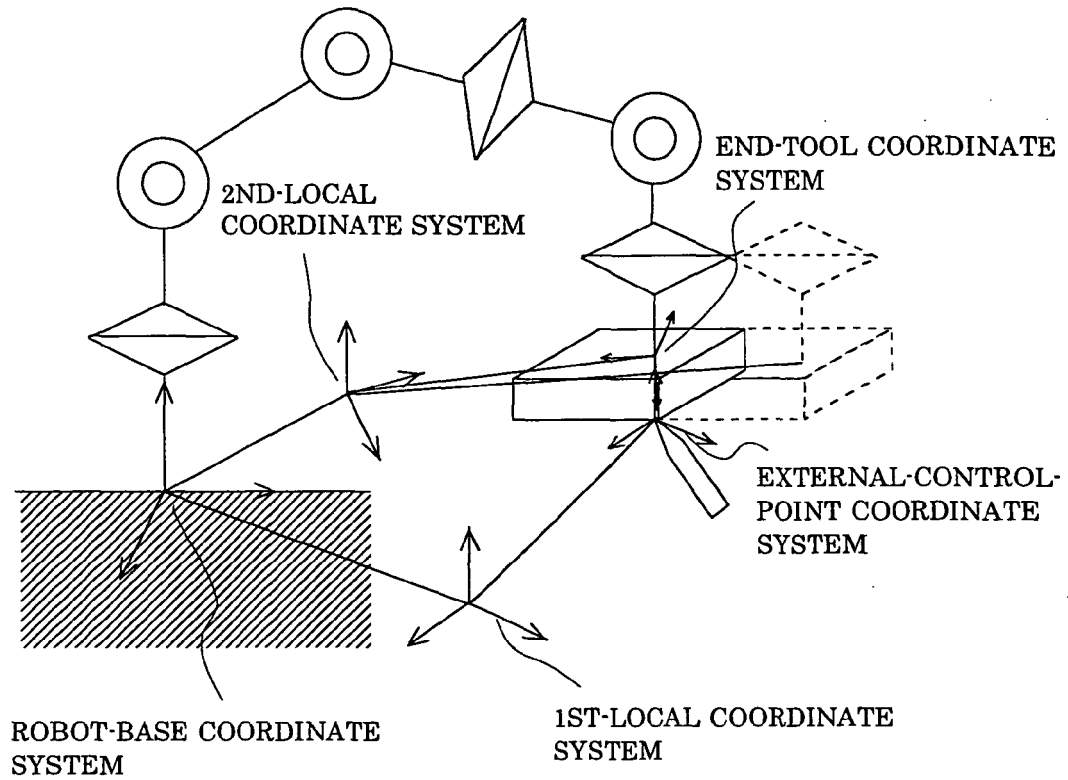 END-TOOL COORDINATE
SYSTEM
2ND-LOCAL
COORDINATE SYSTEM
EXTERNAL-CONTROL-
POINT COORDINATE
SYSTEM
ROBOT-BASE COORDINATE
SYSTEM
1ST-LOCAL COORDINATE
SYSTEM